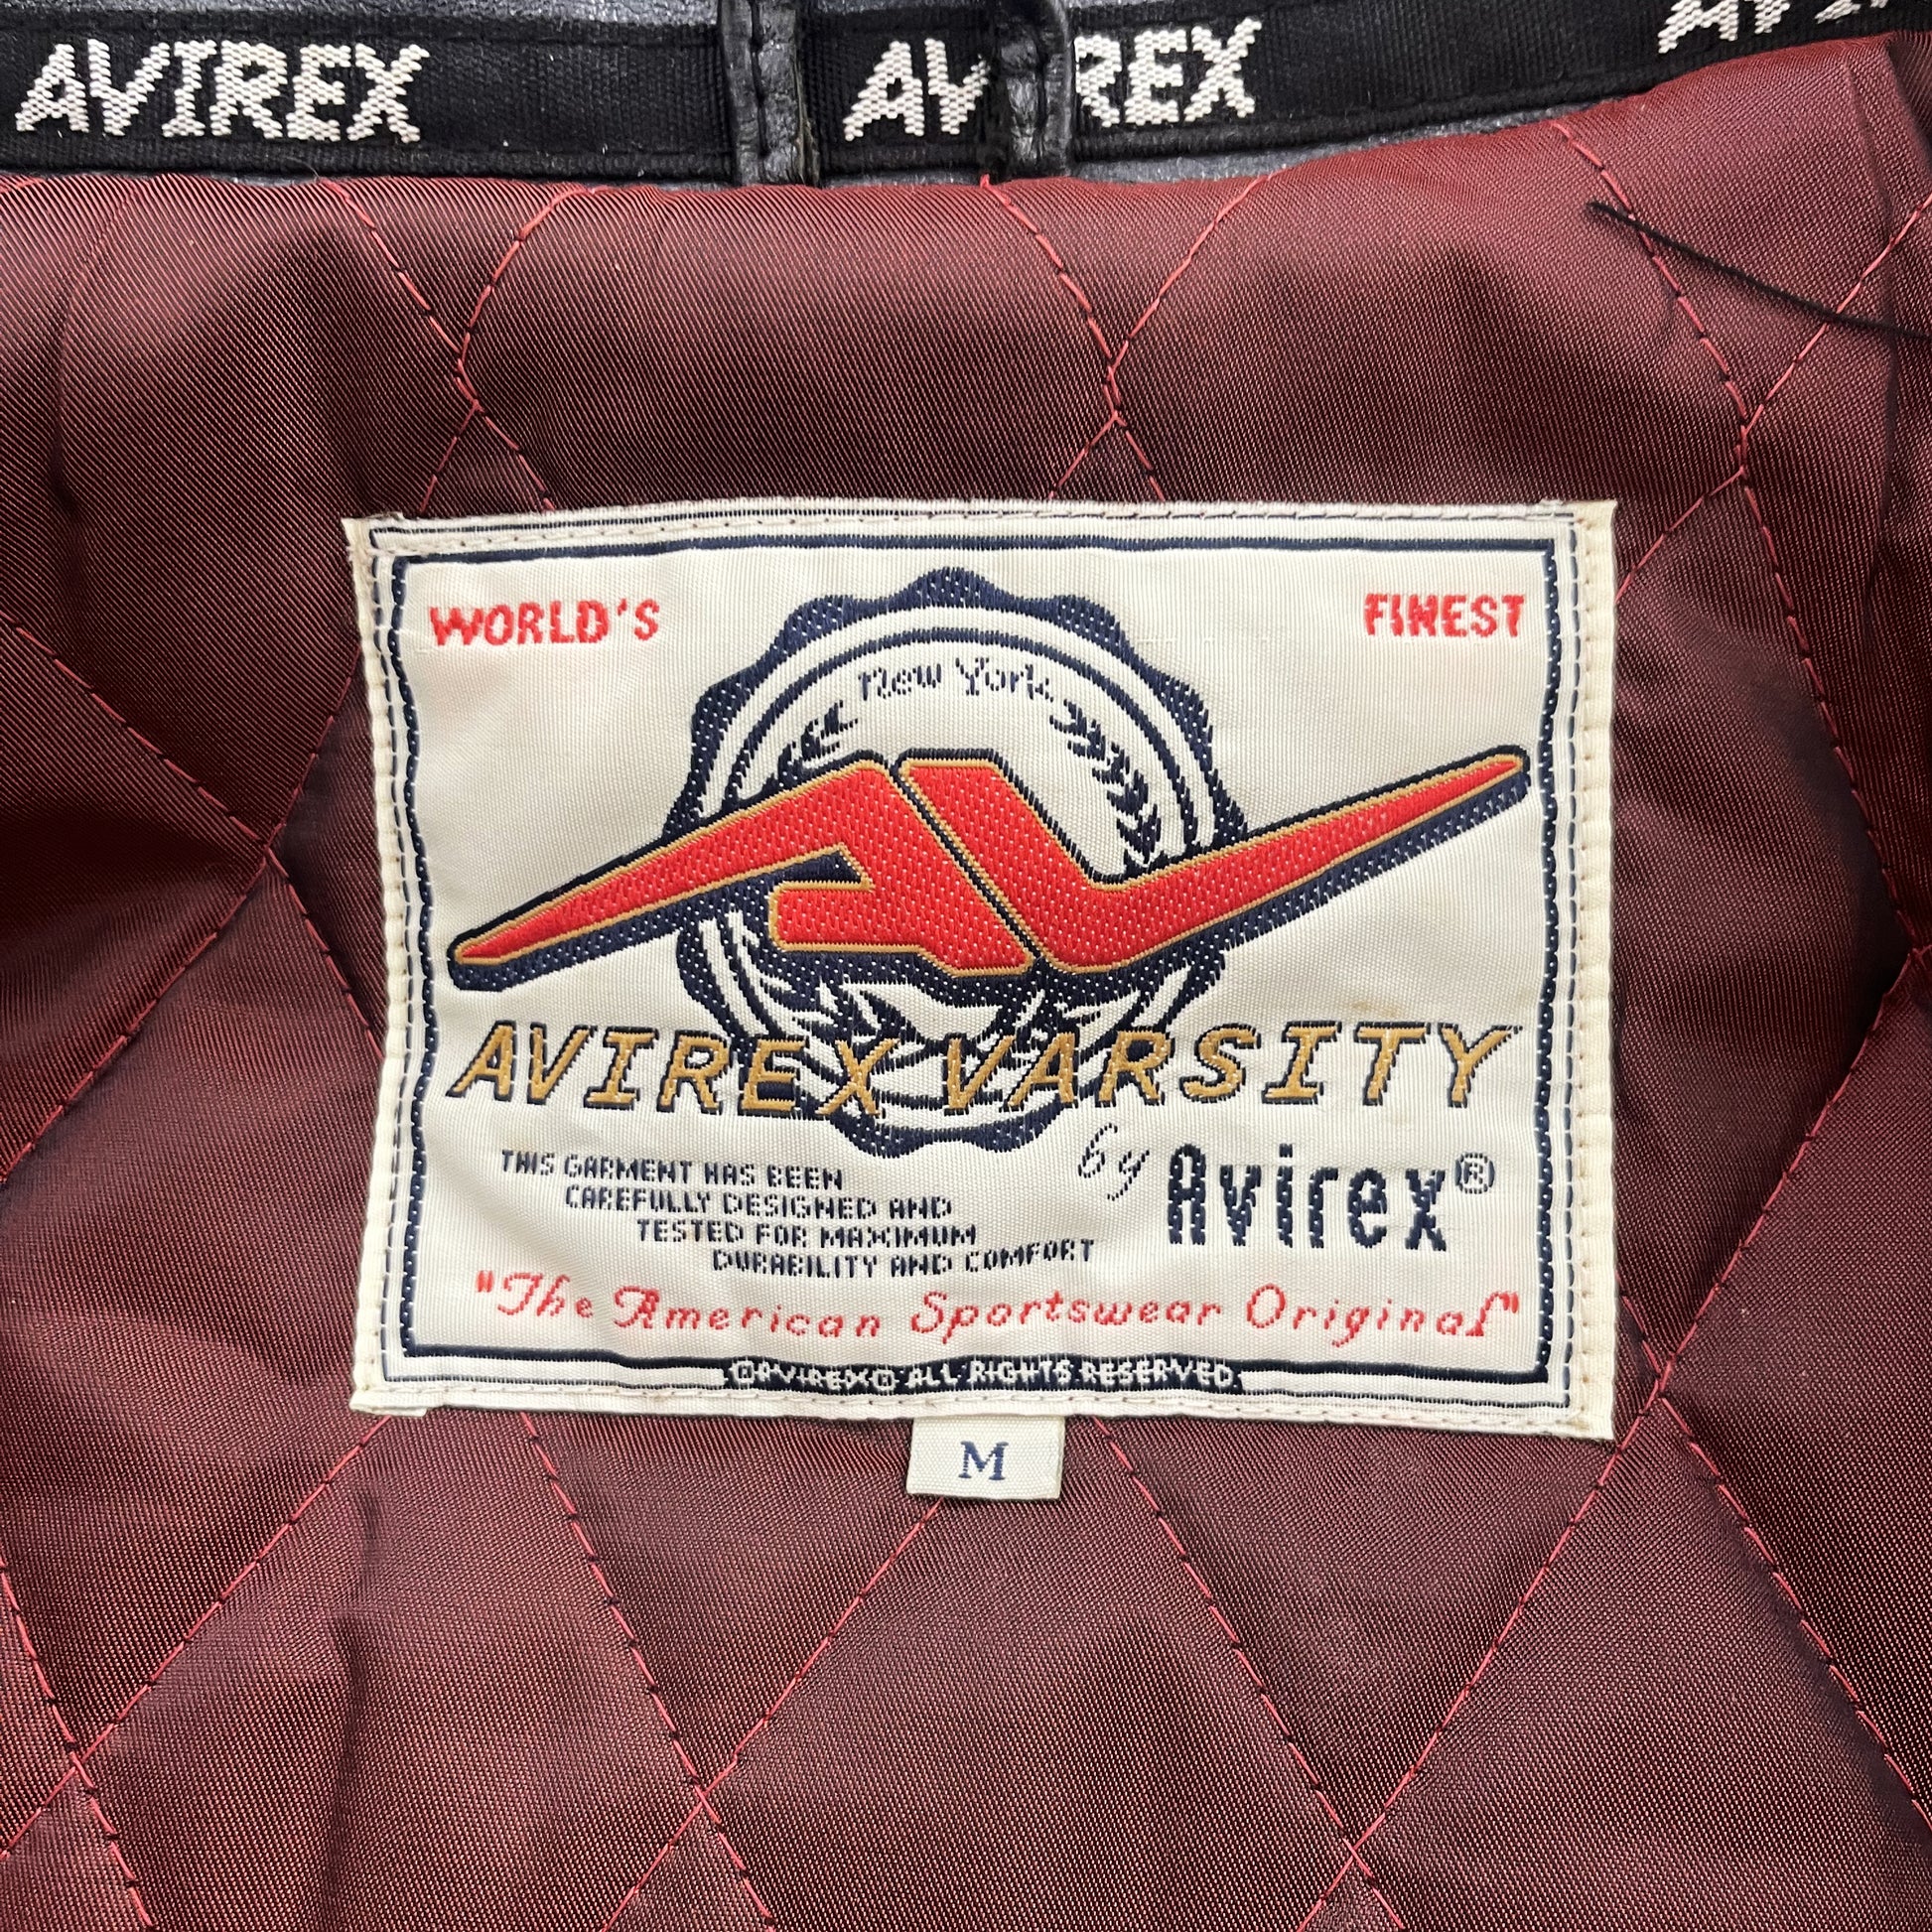 AVIREX AVIREX AVI
WORLD'S FINEST
New York
AVIREX VARSITY
by Avirex®
THIS GARMENT HAS BEEN
CAREFULLY DESIGNED AND
TESTED FOR MAXIMUM
DURABILITY AND COMFORT
"The American Sportswear Original"
©AVIREX© ALL RIGHTS RESERVED
M